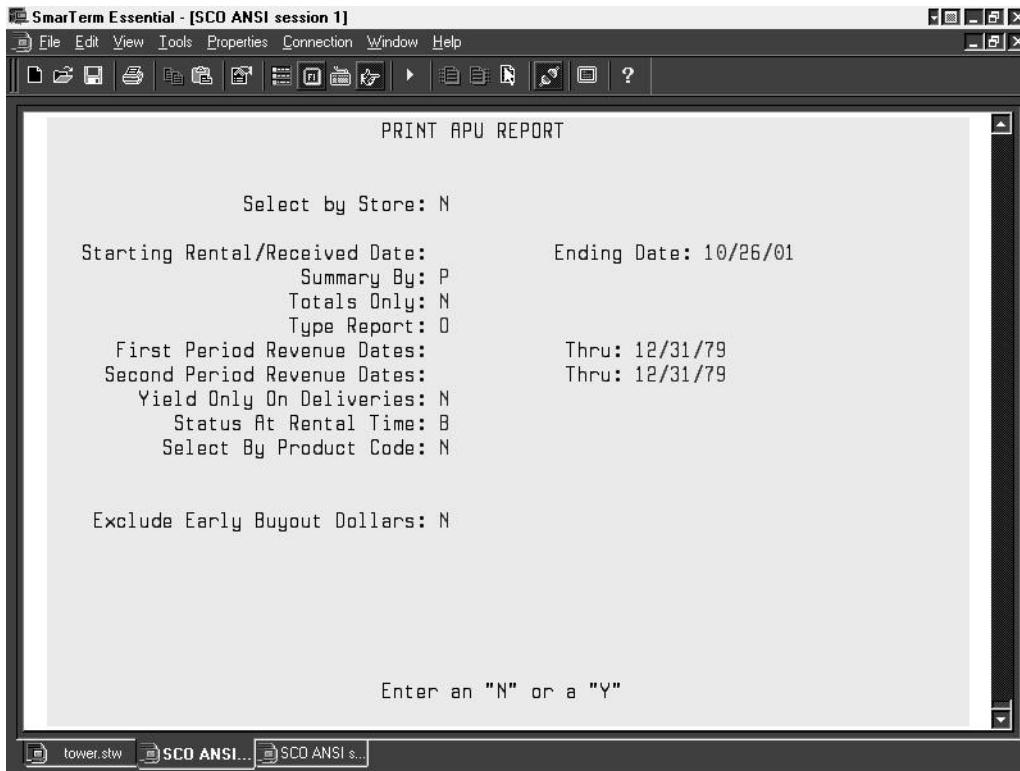 SmarTerm Essential - [SCO ANSI session 1]
File Edit View Tools Properties Connection Window Help
PRINT APU REPORT
Select by Store: N
Starting Rental/Received Date: Ending Date: 10/26/01
Summary By: P
Totals Only: N
Type Report: O
First Period Revenue Dates: Thru: 12/31/79
Second Period Revenue Dates: Thru: 12/31/79
Yield Only On Deliveries: N
Status At Rental Time: B
Select By Product Code: N
Exclude Early Buyout Dollars: N
Enter an "N" or a "Y"
tower.stw SCO ANSI... SCO ANSI s...